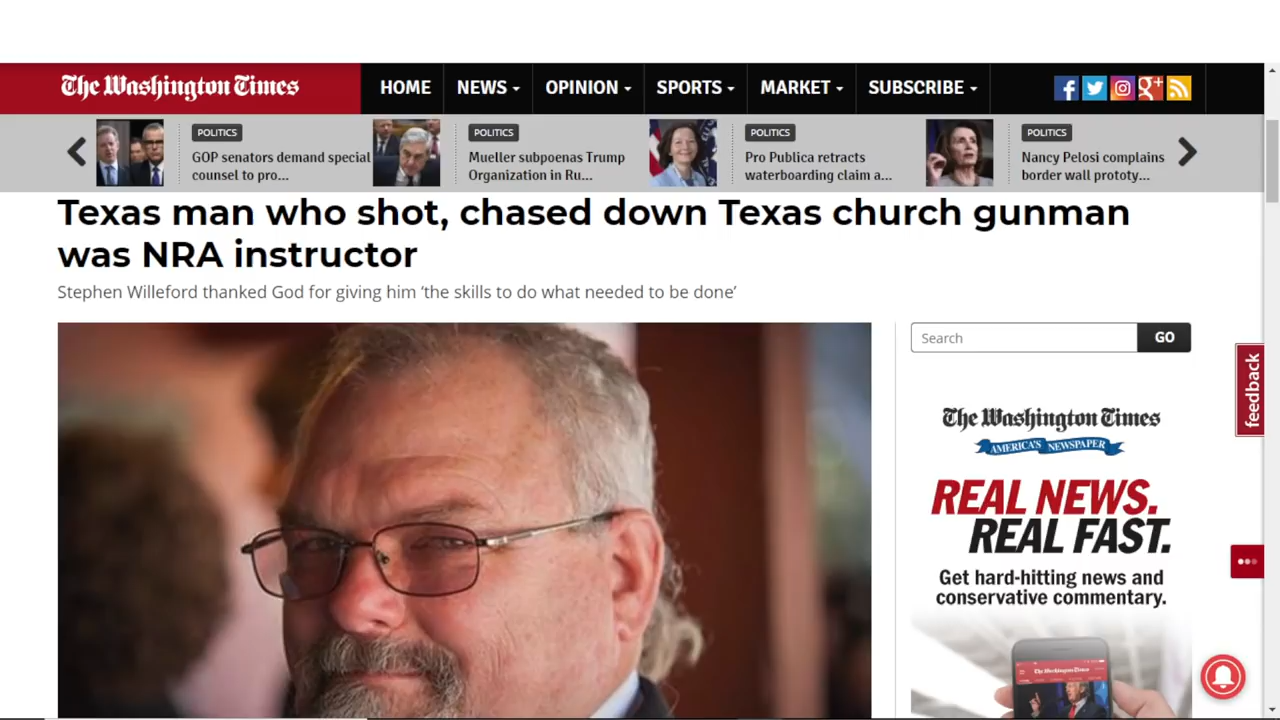 The Washington Times
HOME NEWS OPINION SPORTS MARKET SUBSCRIBE
POLITICS
GOP senators demand special
counsel to pro...
POLITICS
Mueller subpoenas Trump
Organization in Ru...
POLITICS
Pro Publica retracts
waterboarding claim a...
POLITICS
Nancy Pelosi complains
border wall prototy...
Texas man who shot, chased down Texas church gunman
was NRA instructor
Stephen Willeford thanked God for giving him ‘the skills to do what needed to be done’
Search GO
feedback
The Washington Times
AMERICA'S NEWSPAPER
REAL NEWS.
REAL FAST.
Get hard-hitting news and
conservative commentary.
The Washington Times